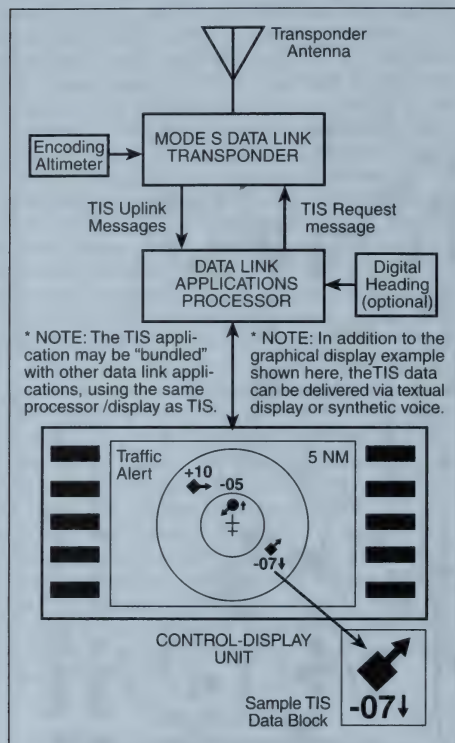 Transponder
Antenna
MODE S DATA LINK
TRANSPONDER
Encoding
Altimeter
TIS Uplink
Messages
TIS Request
message
DATA LINK
APPLICATIONS
PROCESSOR
Digital
Heading
(optional)
* NOTE: The TIS appli-
cation may be "bundled"
with other data link appli-
cations, using the same
processor /display as TIS.
* NOTE: In addition to the
graphical display example
shown here, theTIS data
can be delivered via textual
display or synthetic voice.
Traffic
Alert
5 NM
+10
-05
-07↓
CONTROL-DISPLAY
UNIT
Sample TIS
Data Block
-07↓